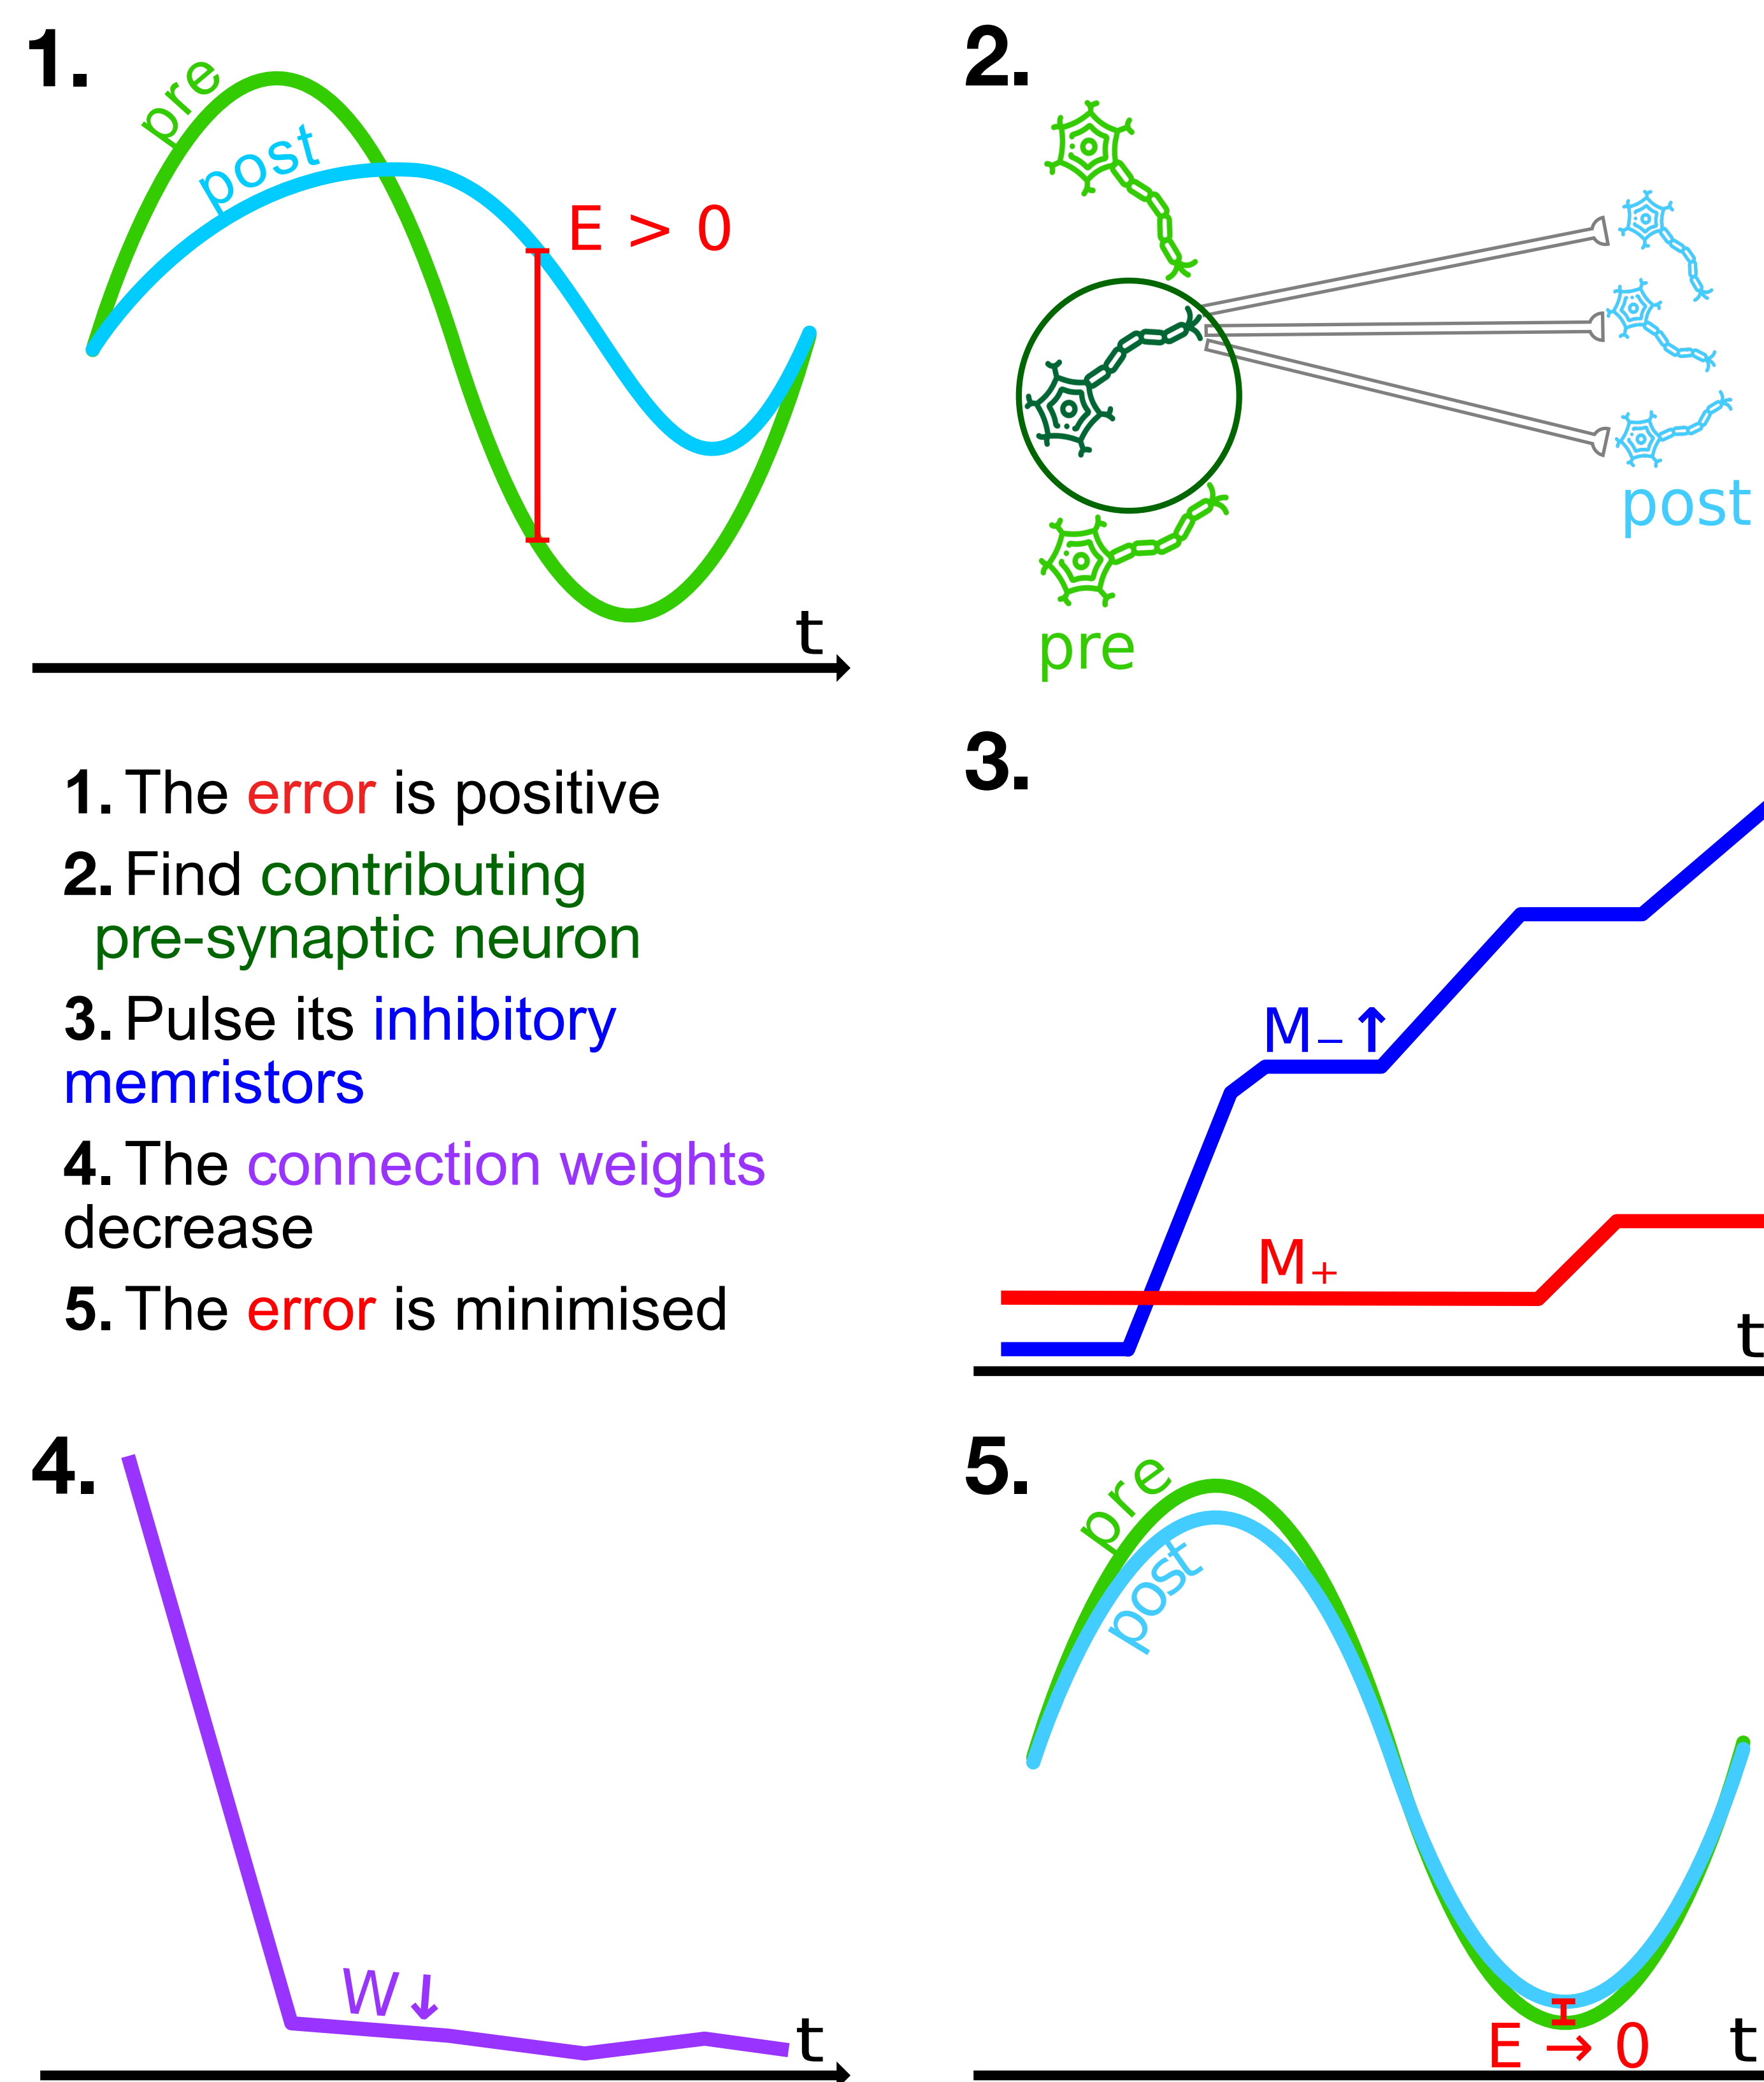 1.
pre
post
E > 0
t
2.
post
pre
1. The error is positive
2. Find contributing
pre-synaptic neuron
3. Pulse its inhibitory
memristors
4. The connection weights
decrease
5. The error is minimised
3.
M₋↑
M₊
t
4.
W↓
t
5.
pre
post
E → 0
t